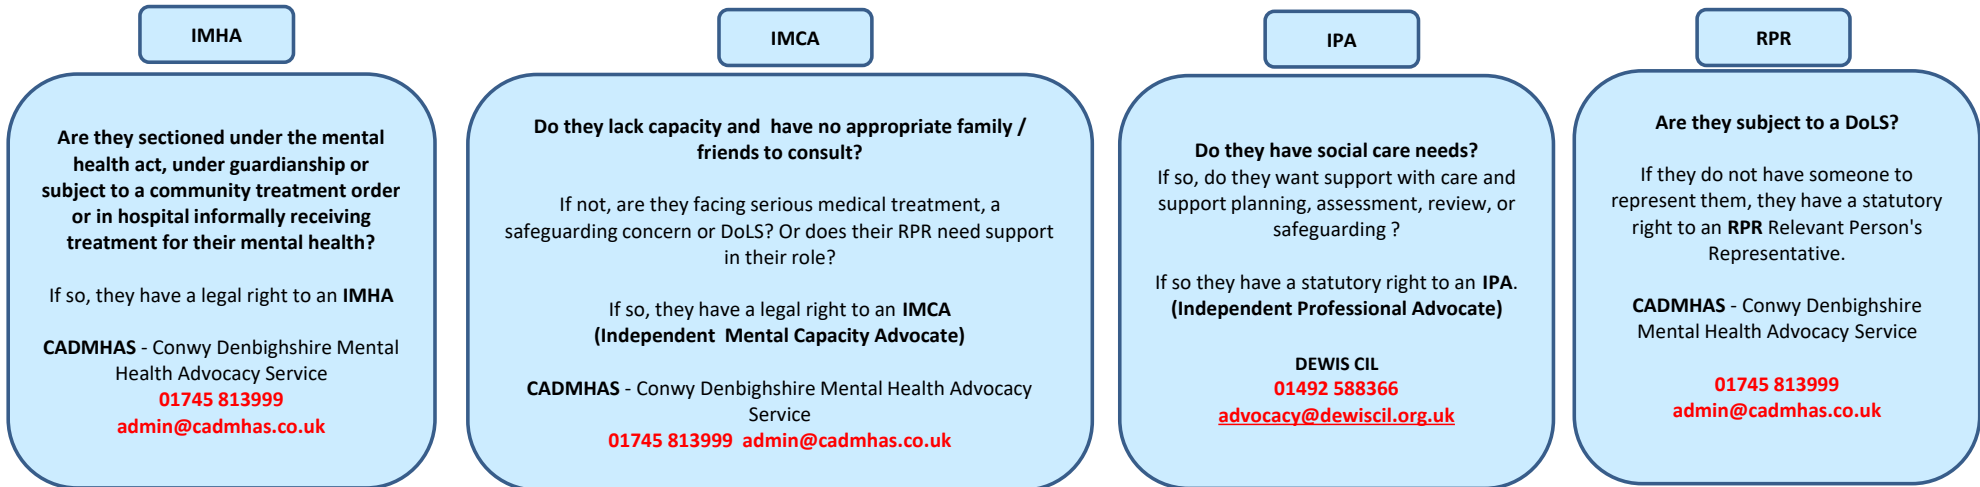 IMHA
Are they sectioned under the mental
health act, under guardianship or
subject to a community treatment order
or in hospital informally receiving
treatment for their mental health?
If so, they have a legal right to an IMHA
CADMHAS - Conwy Denbighshire Mental
Health Advocacy Service
01745 813999
admin@cadmhas.co.uk
IMCA
Do they lack capacity and have no appropriate family /
friends to consult?
If not, are they facing serious medical treatment, a
safeguarding concern or DoLS? Or does their RPR need support
in their role?
If so, they have a legal right to an IMCA
(Independent Mental Capacity Advocate)
CADMHAS - Conwy Denbighshire Mental Health Advocacy
Service
01745 813999 admin@cadmhas.co.uk
IPA
Do they have social care needs?
If so, do they want support with care and
support planning, assessment, review, or
safeguarding ?
If so they have a statutory right to an IPA.
(Independent Professional Advocate)
DEWIS CIL
01492 588366
advocacy@dewiscil.org.uk
RPR
Are they subject to a DoLS?
If they do not have someone to
represent them, they have a statutory
right to an RPR Relevant Person's
Representative.
CADMHAS - Conwy Denbighshire
Mental Health Advocacy Service
01745 813999
admin@cadmhas.co.uk